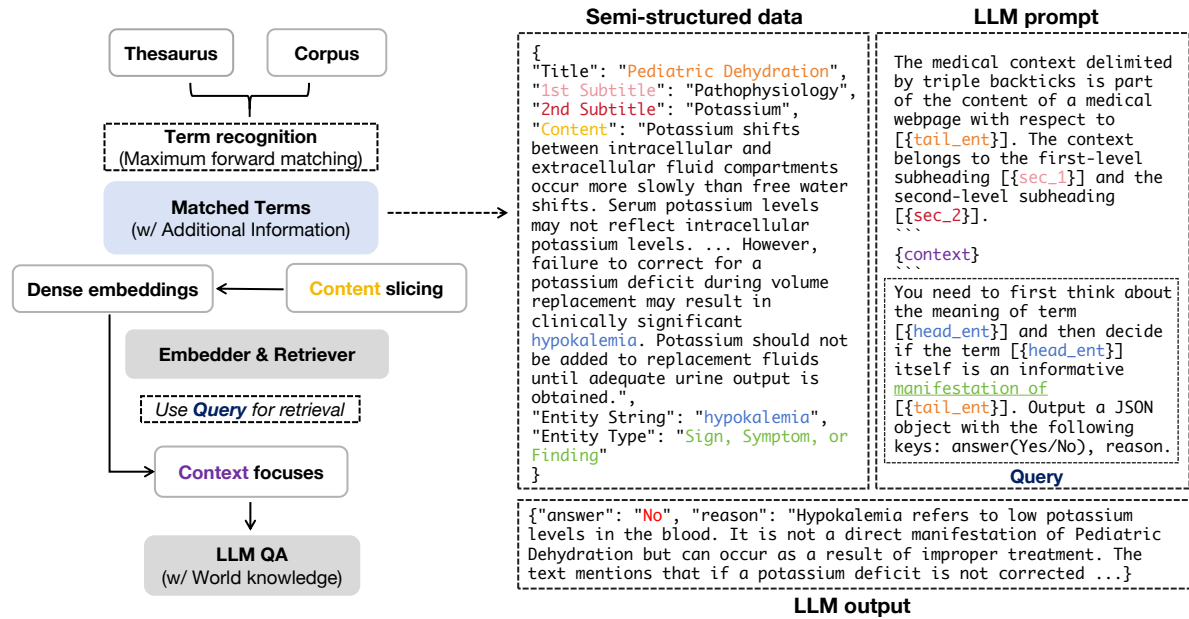 Thesaurus
Corpus
Term recognition
(Maximum forward matching)
Matched Terms
(w/ Additional Information)
Dense embeddings
Content slicing
Embedder & Retriever
Use Query for retrieval
Context focuses
LLM QA
(w/ World knowledge)
Semi-structured data
{
"Title": "Pediatric Dehydration",
"1st Subtitle": "Pathophysiology",
"2nd Subtitle": "Potassium",
"Content": "Potassium shifts
between intracellular and
extracellular fluid compartments
occur more slowly than free water
shifts. Serum potassium levels
may not reflect intracellular
potassium levels. ... However,
failure to correct for a
potassium deficit during volume
replacement may result in
clinically significant
hypokalemia. Potassium should not
be added to replacement fluids
until adequate urine output is
obtained.",
"Entity String": "hypokalemia",
"Entity Type": "Sign, Symptom, or
Finding"
}
LLM prompt
The medical context delimited
by triple backticks is part
of the content of a medical
webpage with respect to
[{tail_ent}]. The context
belongs to the first-level
subheading [{sec_1}] and the
second-level subheading
[{sec_2}].
```
{context}
```
You need to first think about
the meaning of term
[{head_ent}] and then decide
if the term [{head_ent}]
itself is an informative
manifestation of
[{tail_ent}]. Output a JSON
object with the following
keys: answer(Yes/No), reason.
Query
{"answer": "No", "reason": "Hypokalemia refers to low potassium
levels in the blood. It is not a direct manifestation of Pediatric
Dehydration but can occur as a result of improper treatment. The
text mentions that if a potassium deficit is not corrected ...}
LLM output